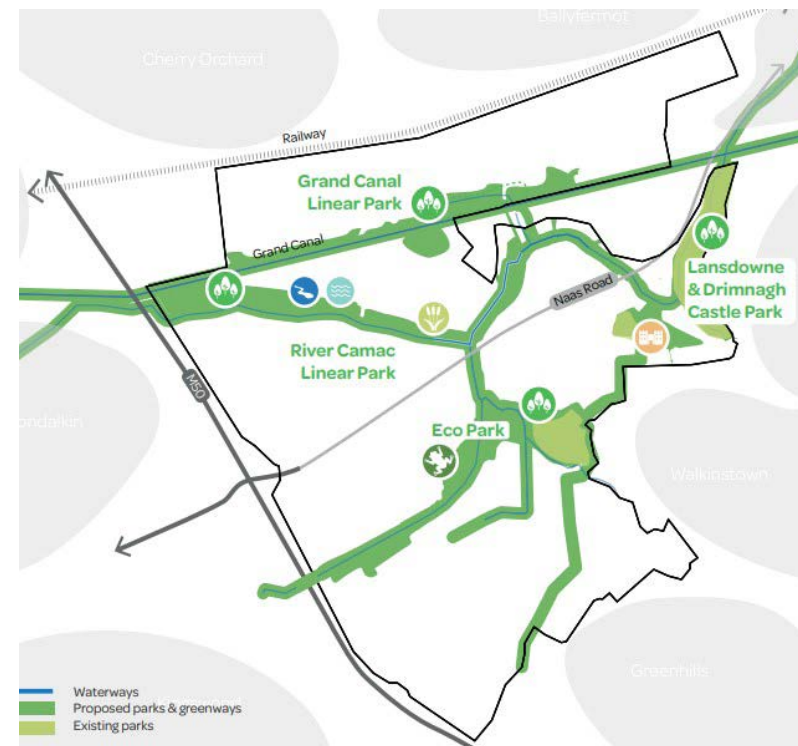 Ballyfermot
Cherry Orchard
Railway
Grand Canal
Linear Park
Grand Canal
Lansdowne
& Drimnagh
Castle Park
Naas Road
River Camac
Linear Park
M50
ondalkin
Eco Park
Walkinstown
Greenhills
Waterways
Proposed parks & greenways
Existing parks